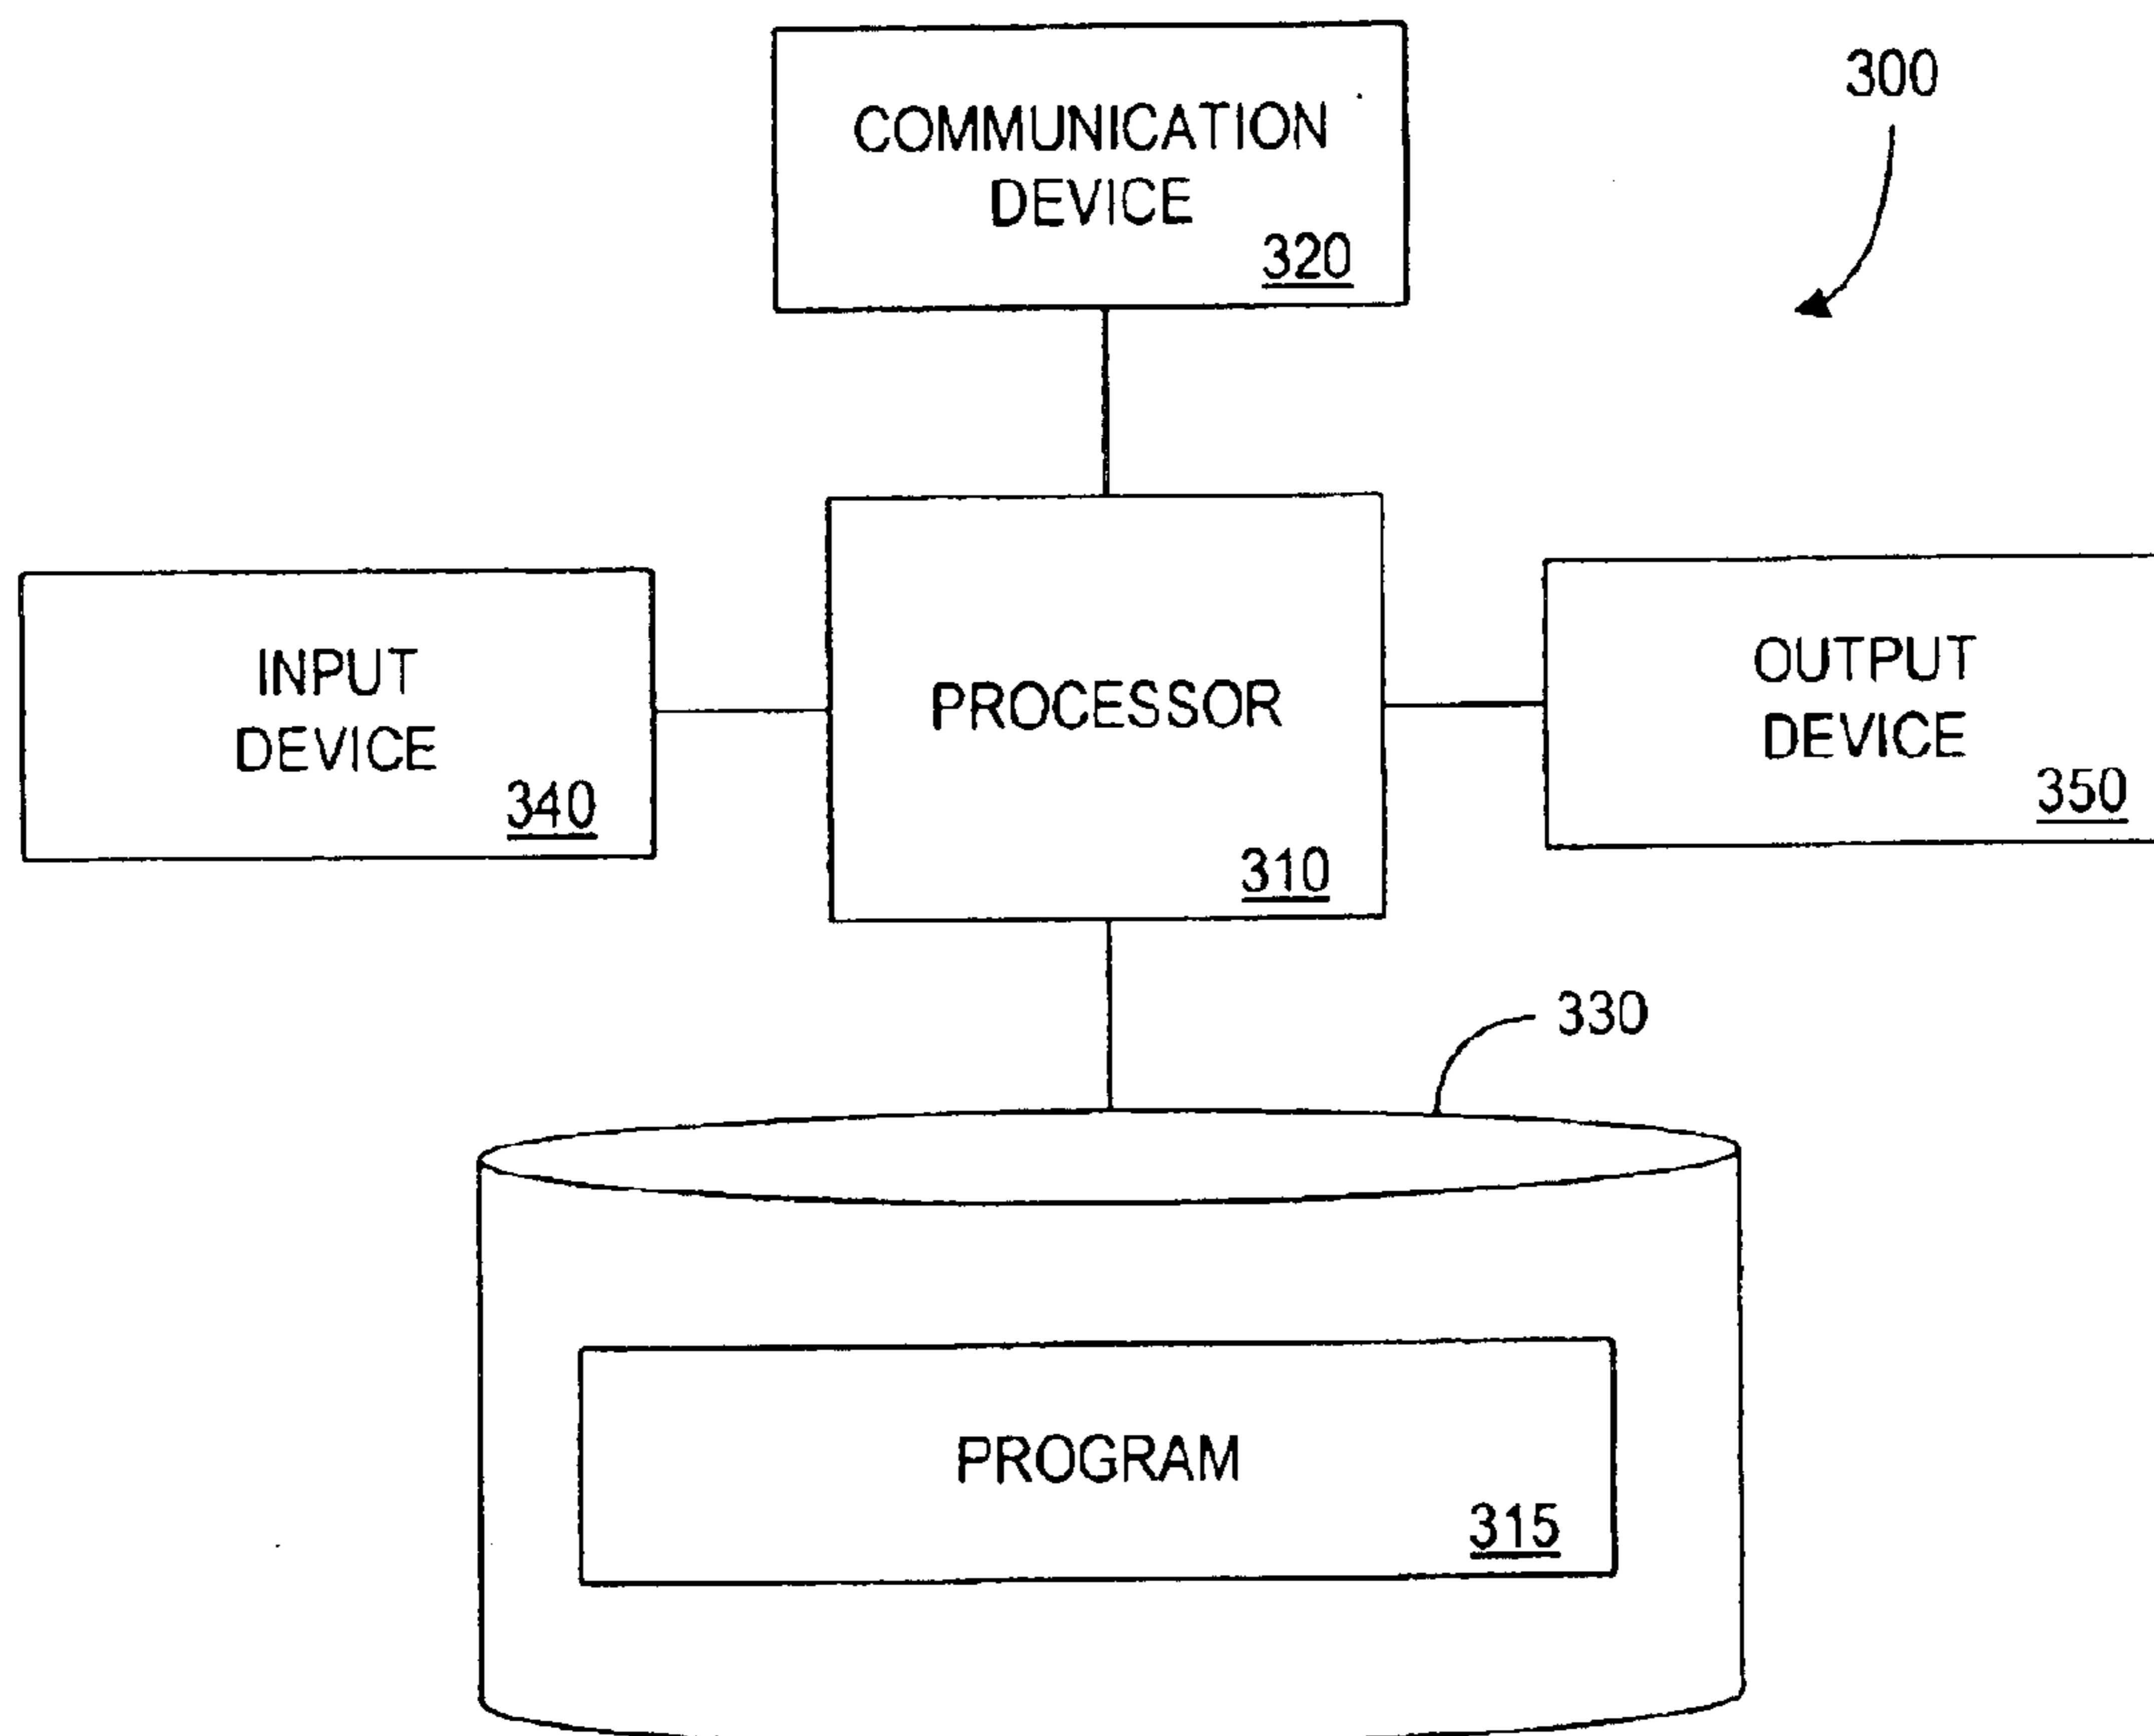 COMMUNICATION
DEVICE
320
300
INPUT
DEVICE
340
PROCESSOR
310
OUTPUT
DEVICE
350
330
PROGRAM
315